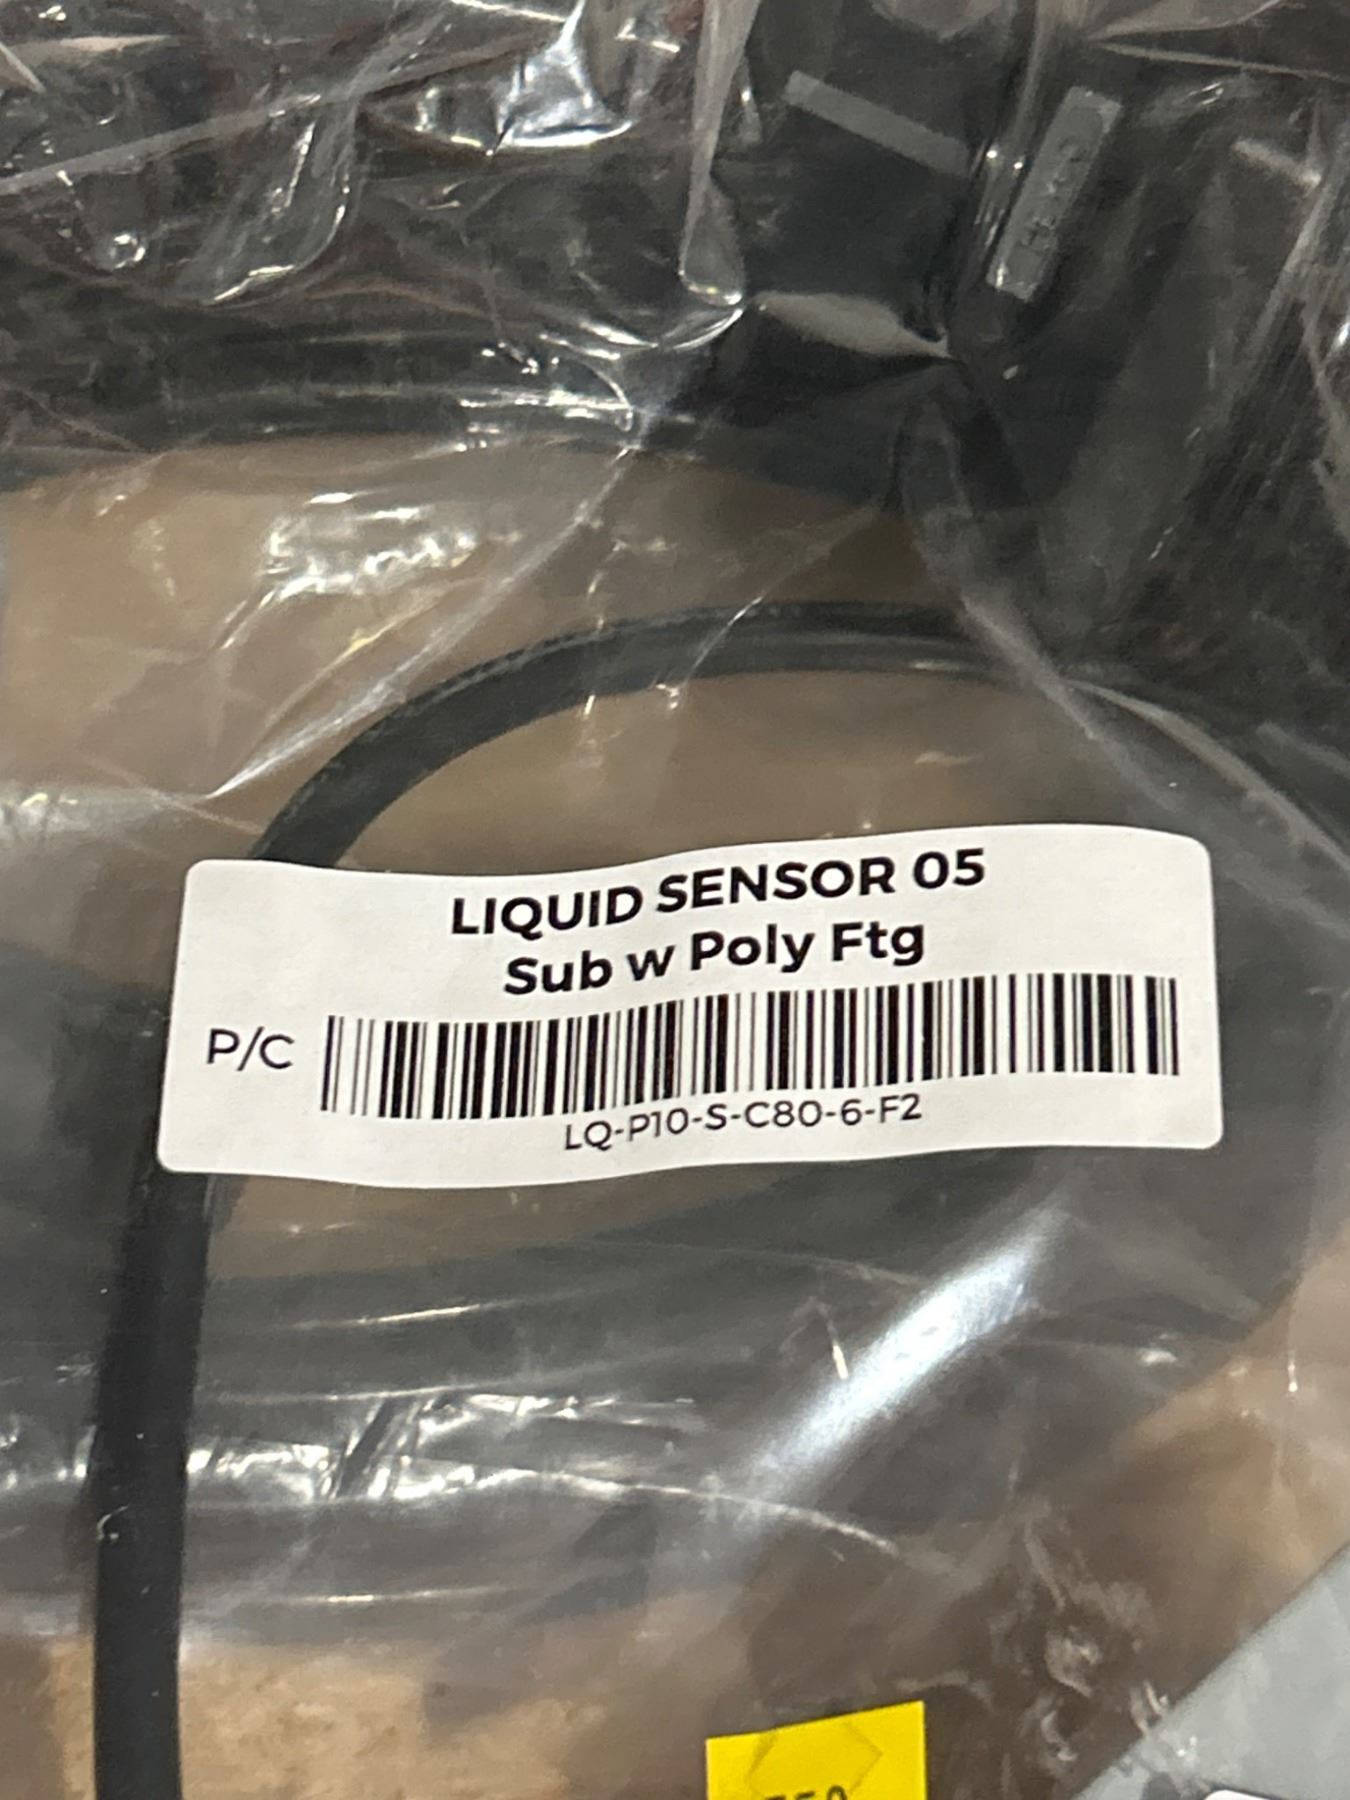 LIQUID SENSOR 05
Sub w Poly Ftg
P/C
LQ-P10-S-C80-6-F2